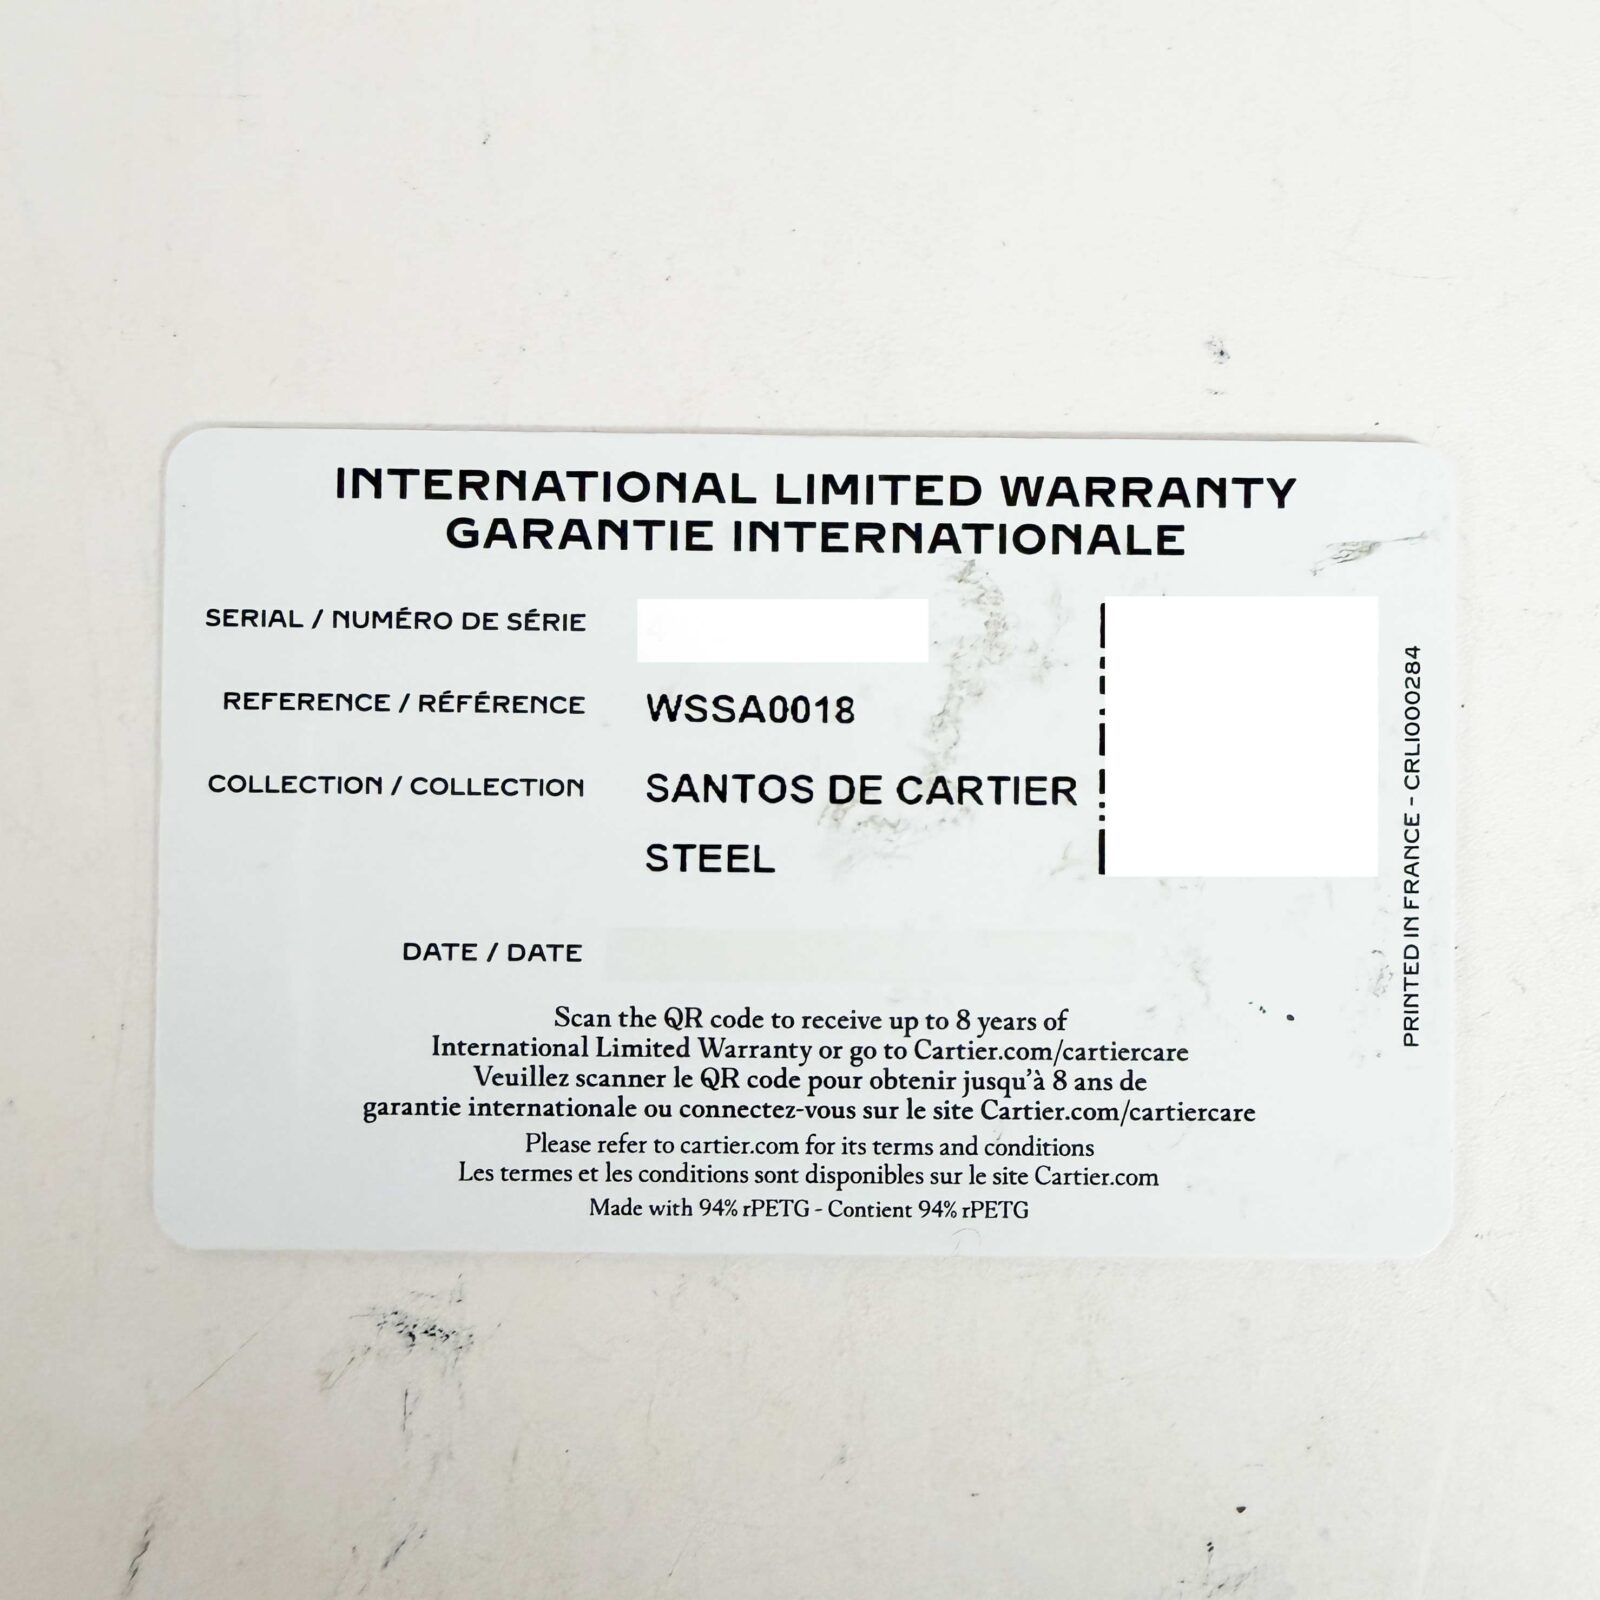 INTERNATIONAL LIMITED WARRANTY
GARANTIE INTERNATIONALE
SERIAL / NUMÉRO DE SÉRIE
REFERENCE / RÉFÉRENCE WSSA0018
COLLECTION / COLLECTION SANTOS DE CARTIER
STEEL
DATE / DATE
Scan the QR code to receive up to 8 years of
International Limited Warranty or go to Cartier.com/cartiercare
Veuillez scanner le QR code pour obtenir jusqu'à 8 ans de
garantie internationale ou connectez-vous sur le site Cartier.com/cartiercare
Please refer to cartier.com for its terms and conditions
Les termes et les conditions sont disponibles sur le site Cartier.com
Made with 94% rPETG - Contient 94% rPETG
PRINTED IN FRANCE - CRLI000284